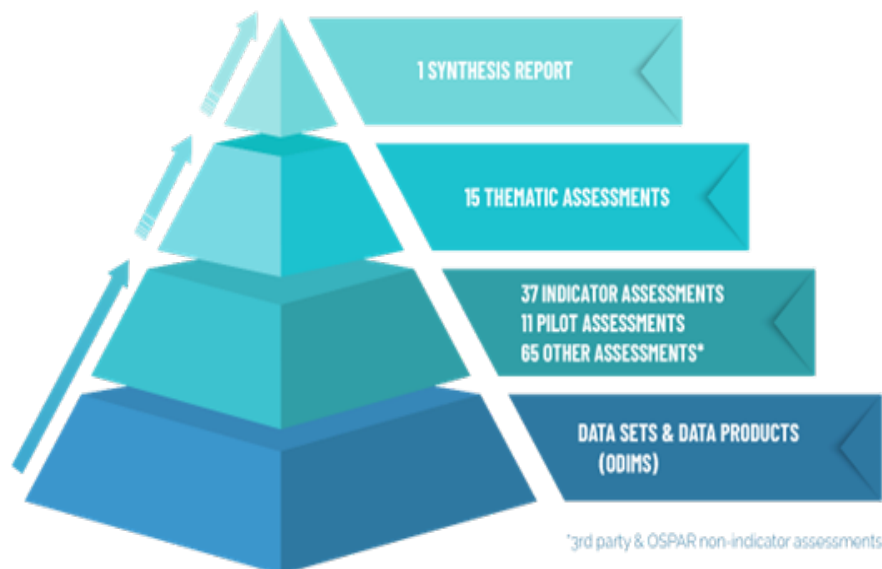 1 SYNTHESIS REPORT
15 THEMATIC ASSESSMENTS
37 INDICATOR ASSESSMENTS
11 PILOT ASSESSMENTS
65 OTHER ASSESSMENTS*
DATA SETS & DATA PRODUCTS
(ODIMS)
*3rd party & OSPAR non-indicator assessments